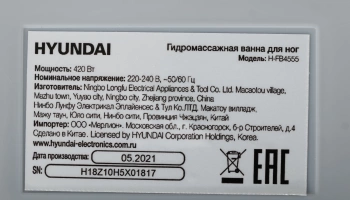 HYUNDAI
Гидромассажная ванна для ног
Модель: H-FB4555
Мощность: 420 Вт
Номинальное напряжение: 220-240 В, ~50/60 Гц
Изготовитель: Ningbo Longfu Electrical Appliances & Tool Co., Ltd. Macaotou village,
Mazhu town, Yuyao city, Ningbo city, Zhejiang province, China
Нинбо Лунфу Электрикал Эплайенсис & Тул Ко. ЛТД. Макатоу вилладж,
Мажу таун, Юяо сити, Нинбо сити, Провинция Чжэцзян, Китай
Импортер: ООО «Мерлион», Московская обл., г. Красногорск, б-р Строителей, д.4
Сделано в Китае. Licensed by HYUNDAI Corporation Holdings, Korea.
www.hyundai-electronics.com.ru
Дата изготовления: 05.2021
SN: H18Z10H5X01817
EAC